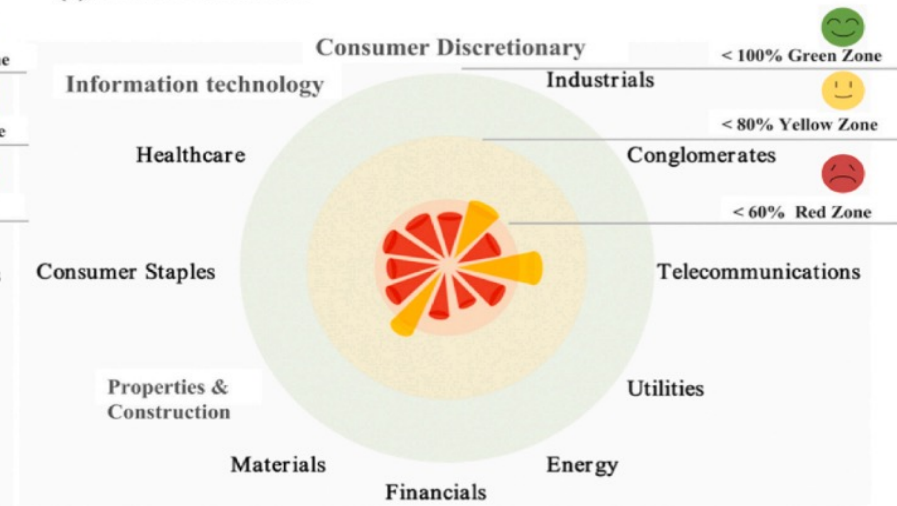 Consumer Discretionary
< 100% Green Zone
Information technology
Industrials
< 80% Yellow Zone
Healthcare
Conglomerates
< 60% Red Zone
Consumer Staples
Telecommunications
Properties &
Construction
Utilities
Materials
Energy
Financials